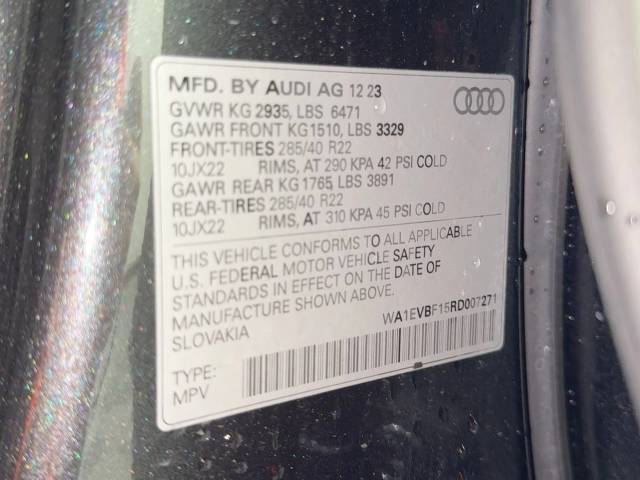 MFD. BY AUDI AG 12 23
GVWR KG 2935, LBS 6471
GAWR FRONT KG1510, LBS 3329
FRONT-TIRES 285/40 R22
10JX22 RIMS, AT 290 KPA 42 PSI COLD
GAWR REAR KG 1765, LBS 3891
REAR-TIRES 285/40 R22
10JX22 RIMS, AT 310 KPA 45 PSI COLD
THIS VEHICLE CONFORMS TO ALL APPLICABLE
U.S. FEDERAL MOTOR VEHICLE SAFETY
STANDARDS IN EFFECT ON THE DATE OF
MANUFACTURE SHOWN ABOVE.
SLOVAKIA WA1EVBF15RD007271
TYPE:
MPV